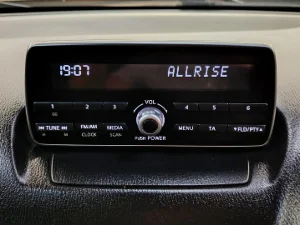 19:07 ALLRISE
VOL
1 2 3 4 5 6
TUNE FM/AM MEDIA MENU TA FLD/PTY
CLOCK SCAN
PUSH POWER